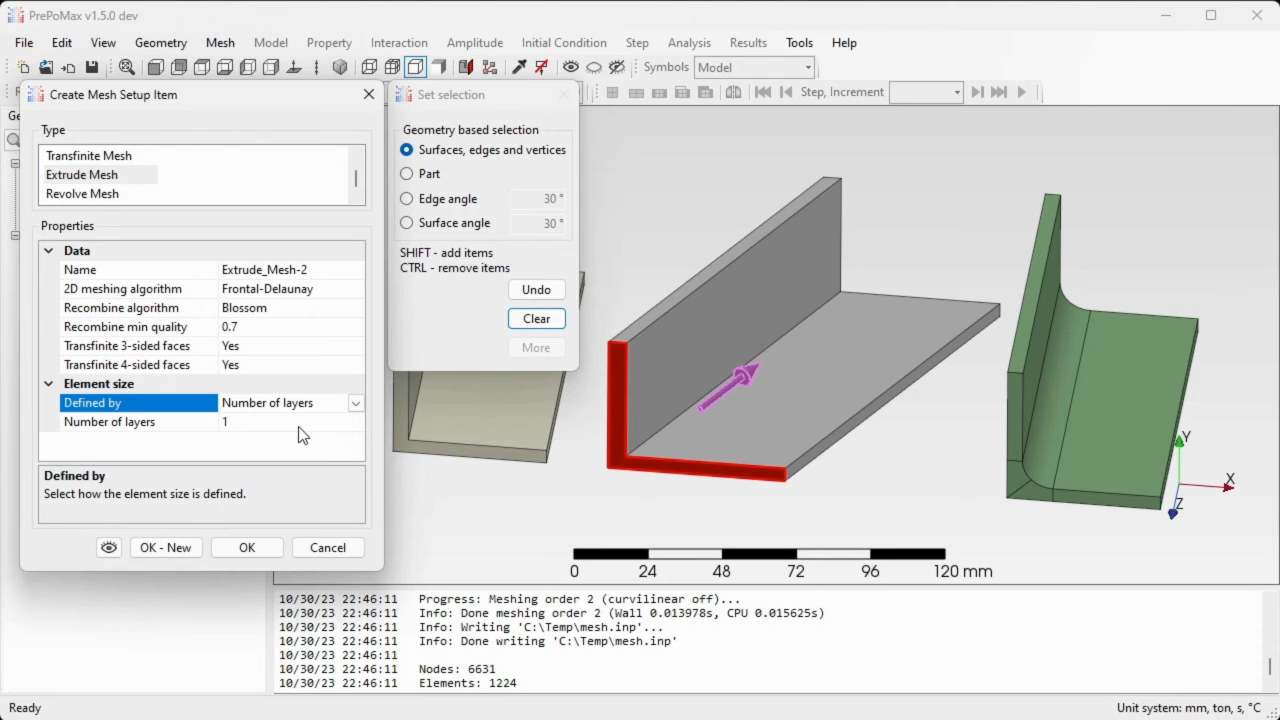 PrePoMax v1.5.0 dev
File Edit View Geometry Mesh Model Property Interaction Amplitude Initial Condition Step Analysis Results Tools Help
Symbols Model
Step, Increment
Create Mesh Setup Item
Type
Transfinite Mesh
Extrude Mesh
Revolve Mesh
Properties
Data
Name Extrude_Mesh-2
2D meshing algorithm Frontal-Delaunay
Recombine algorithm Blossom
Recombine min quality 0.7
Transfinite 3-sided faces Yes
Transfinite 4-sided faces Yes
Element size
Defined by Number of layers
Number of layers 1
Defined by
Select how the element size is defined.
OK - New OK Cancel
Set selection
Geometry based selection
Surfaces, edges and vertices
Part
Edge angle 30 °
Surface angle 30 °
SHIFT - add items
CTRL - remove items
Undo
Clear
More
Y
X
Z
0 24 48 72 96 120 mm
10/30/23 22:46:11 Progress: Meshing order 2 (curvilinear off)...
10/30/23 22:46:11 Info: Done meshing order 2 (Wall 0.013978s, CPU 0.015625s)
10/30/23 22:46:11 Info: Writing 'C:\Temp\mesh.inp'...
10/30/23 22:46:11 Info: Done writing 'C:\Temp\mesh.inp'
10/30/23 22:46:11
10/30/23 22:46:11 Nodes: 6631
10/30/23 22:46:11 Elements: 1224
Ready
Unit system: mm, ton, s, °C